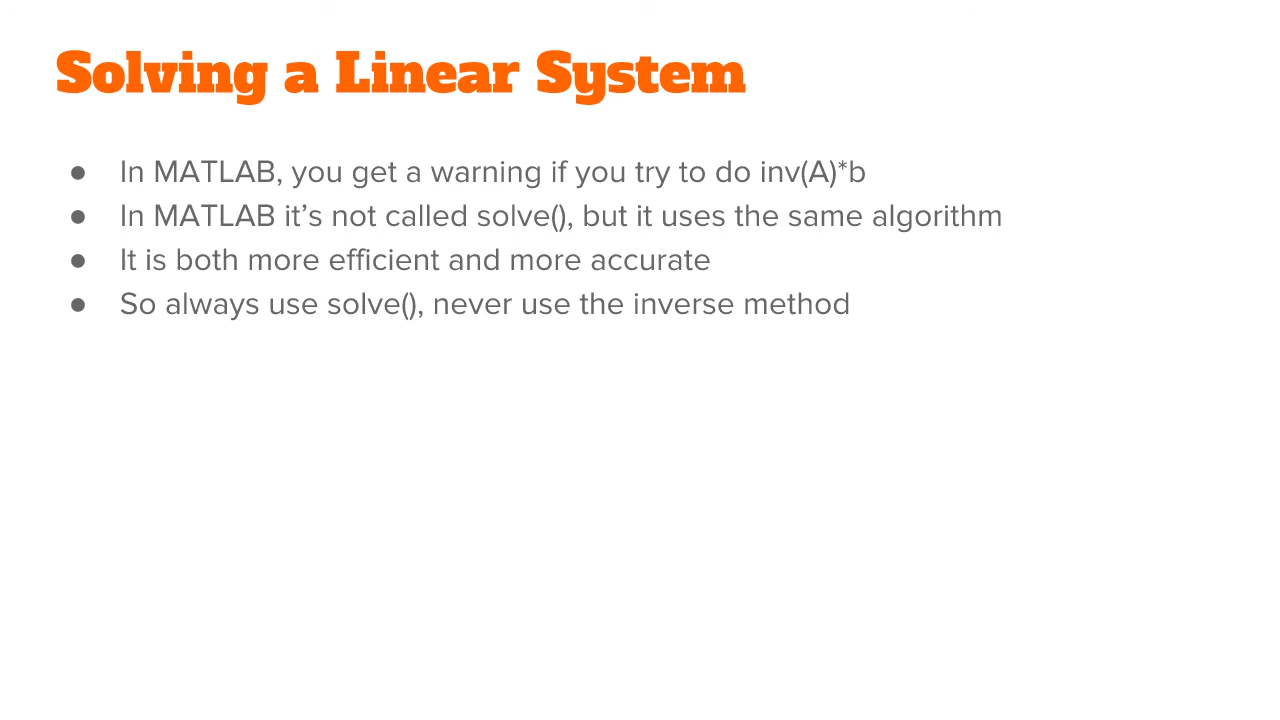 Solving a Linear System
● In MATLAB, you get a warning if you try to do inv(A)*b
● In MATLAB it’s not called solve(), but it uses the same algorithm
● It is both more efficient and more accurate
● So always use solve(), never use the inverse method